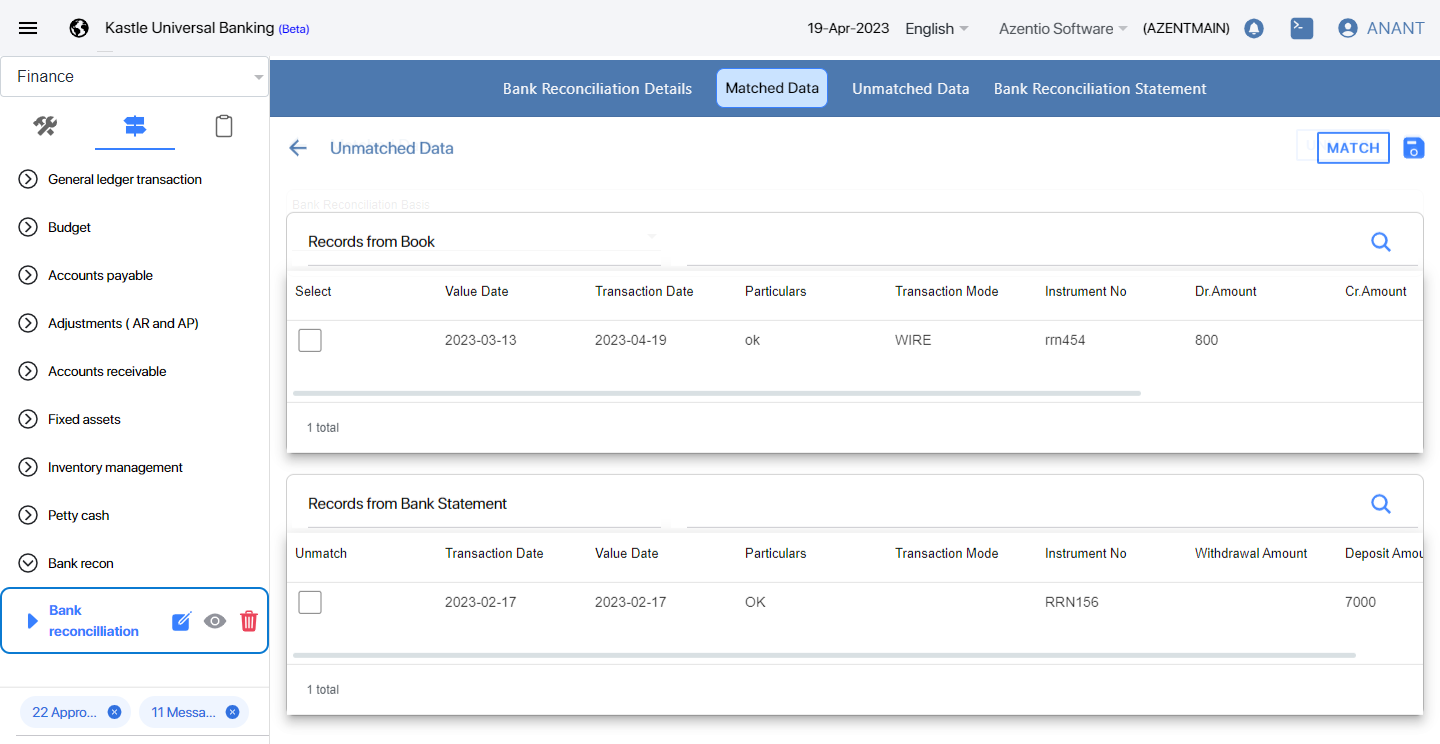 Kastle Universal Banking (Beta)
19-Apr-2023 English Azentio Software (AZENTMAIN) ANANT
Finance
Bank Reconciliation Details Matched Data Unmatched Data Bank Reconciliation Statement
Unmatched Data
MATCH
General ledger transaction
Budget
Accounts payable
Adjustments ( AR and AP)
Accounts receivable
Fixed assets
Inventory management
Petty cash
Bank recon
Bank
reconcilliation
22 Appro... 11 Messa...
Bank Reconciliation Basis
Records from Book
Select Value Date Transaction Date Particulars Transaction Mode Instrument No Dr.Amount Cr.Amount
2023-03-13 2023-04-19 ok WIRE rrn454 800
1 total
Records from Bank Statement
Unmatch Transaction Date Value Date Particulars Transaction Mode Instrument No Withdrawal Amount Deposit Amou
2023-02-17 2023-02-17 OK RRN156 7000
1 total